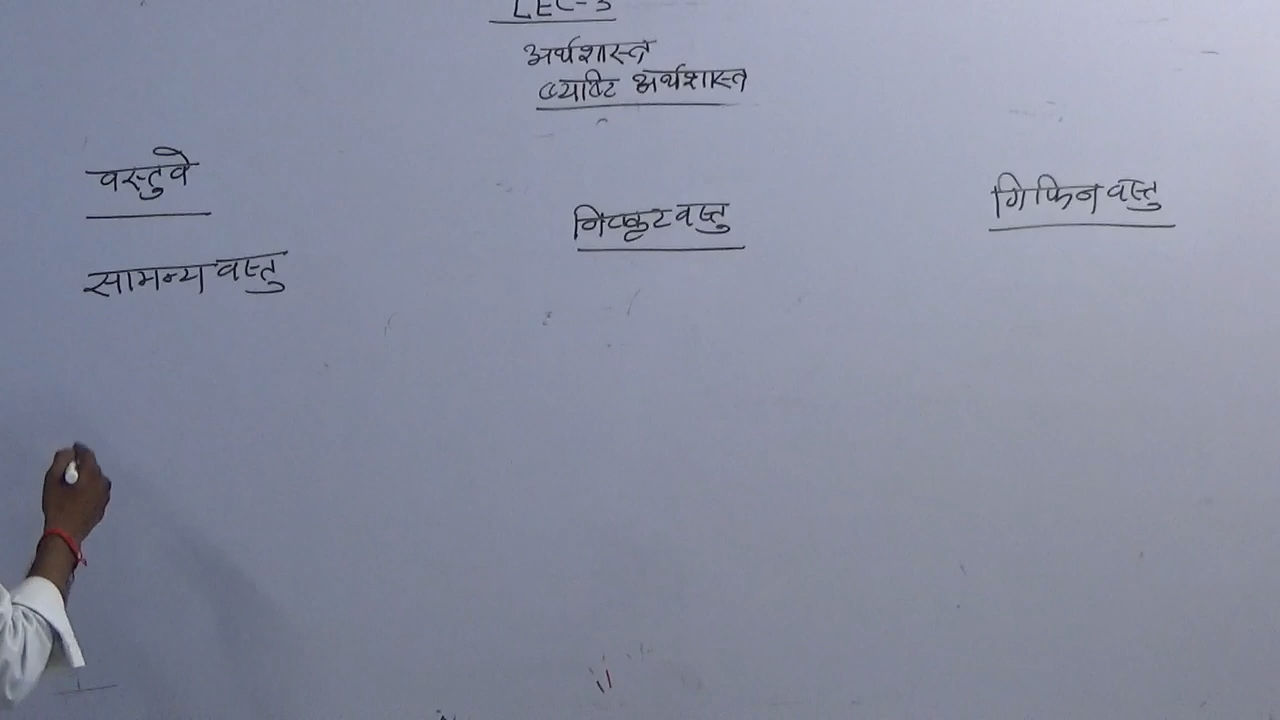 LEC-3
अर्थशास्त्र
व्यष्टि अर्थशास्त्र
वस्तुवे
निष्कृट वस्तु
गिफिन वस्तु
सामन्य वस्तु